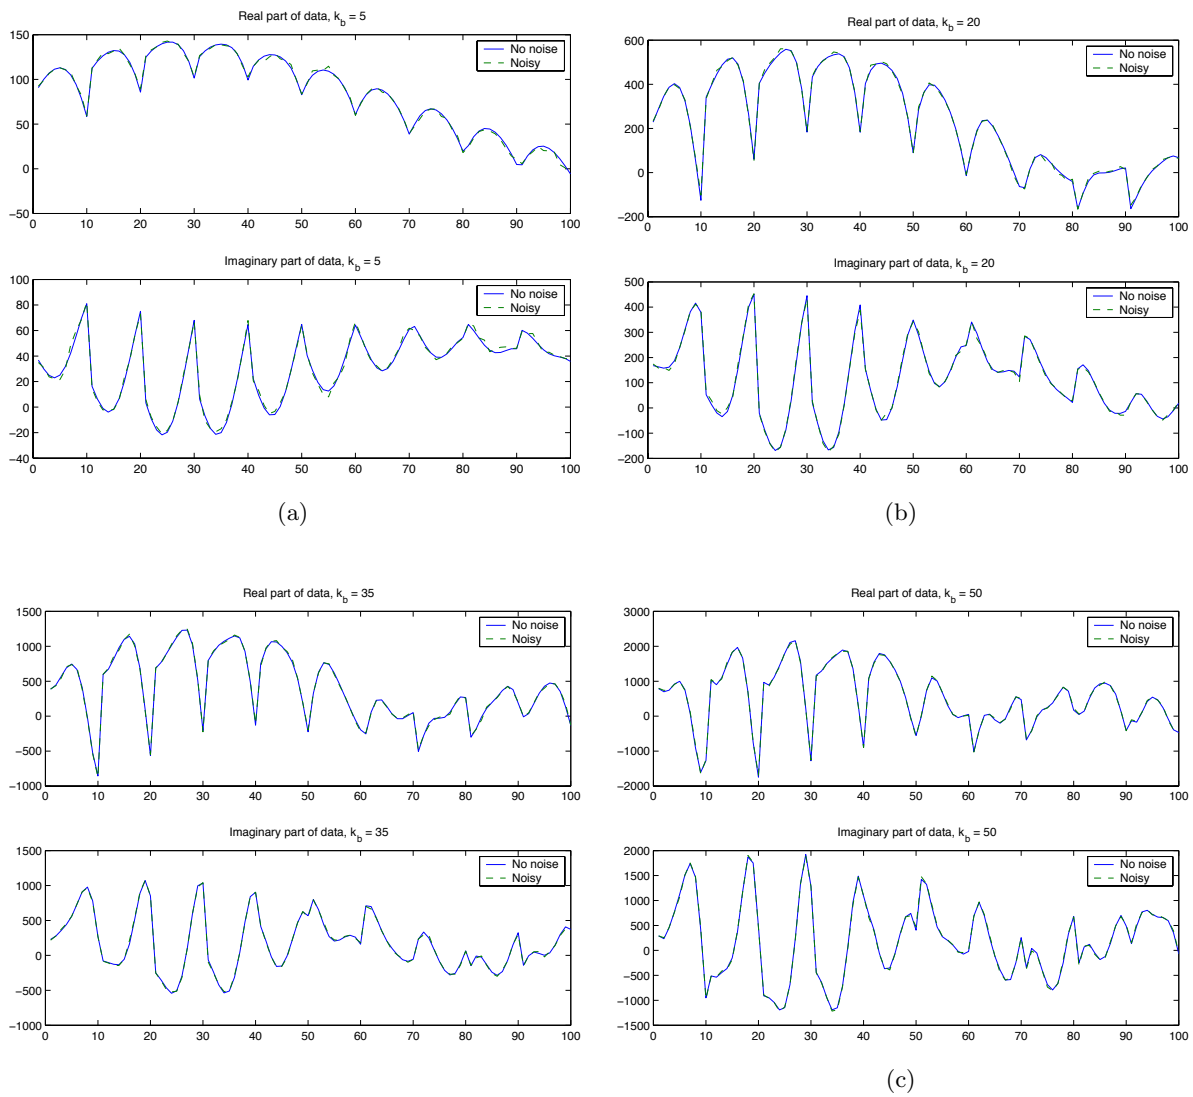 Real part of data, k_b = 5
150
100
50
0
−50
0 10 20 30 40 50 60 70 80 90 100
No noise
Noisy
Imaginary part of data, k_b = 5
100
80
60
40
20
0
−20
−40
0 10 20 30 40 50 60 70 80 90 100
No noise
Noisy
(a)
Real part of data, k_b = 20
600
400
200
0
−200
0 10 20 30 40 50 60 70 80 90 100
No noise
Noisy
Imaginary part of data, k_b = 20
500
400
300
200
100
0
−100
−200
0 10 20 30 40 50 60 70 80 90 100
No noise
Noisy
(b)
Real part of data, k_b = 35
1500
1000
500
0
−500
−1000
0 10 20 30 40 50 60 70 80 90 100
No noise
Noisy
Imaginary part of data, k_b = 35
1500
1000
500
0
−500
−1000
0 10 20 30 40 50 60 70 80 90 100
No noise
Noisy
Real part of data, k_b = 50
3000
2000
1000
0
−1000
−2000
0 10 20 30 40 50 60 70 80 90 100
No noise
Noisy
Imaginary part of data, k_b = 50
2000
1500
1000
500
0
−500
−1000
−1500
0 10 20 30 40 50 60 70 80 90 100
No noise
Noisy
(c)